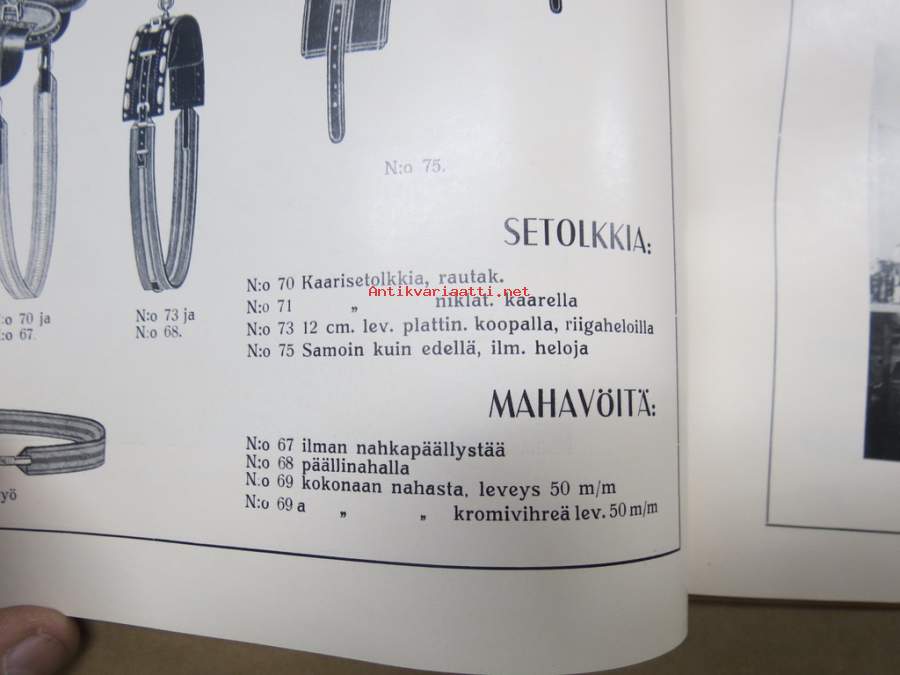 N:o 75.
SETOLKKIA:
N:o 70 Kaarisetolkkia, rautak.
Antikvariaatti.net
N:o 71 „ niklat. kaarella
N:o 73 12 cm. lev. plattin. koopalla, riigaheloilla
N:o 75 Samoin kuin edellä, ilm. heloja
:o 70 ja
:o 67.
N:o 73 ja
N:o 68.
MAHAVÖITÄ:
N:o 67 ilman nahkapäällystää
N:o 68 päällinahalla
N:o 69 kokonaan nahasta, leveys 50 m/m
N:o 69 a „ „ kromivihreä lev. 50 m/m
yö